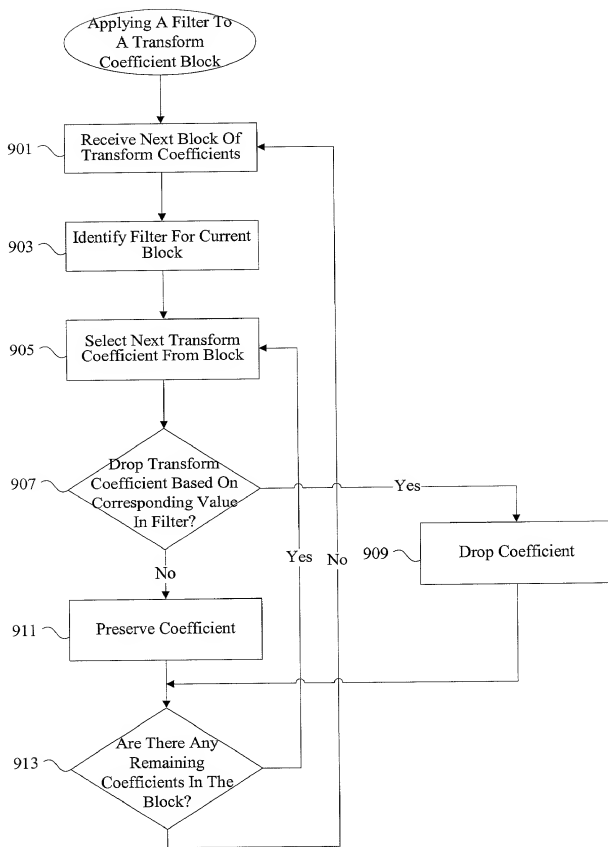 Applying A Filter To
A Transform
Coefficient Block
901
Receive Next Block Of
Transform Coefficients
903
Identify Filter For Current
Block
905
Select Next Transform
Coefficient From Block
907
Drop Transform
Coefficient Based On
Corresponding Value
In Filter?
Yes
No
909
Drop Coefficient
911
Preserve Coefficient
Yes
No
913
Are There Any
Remaining
Coefficients In The
Block?